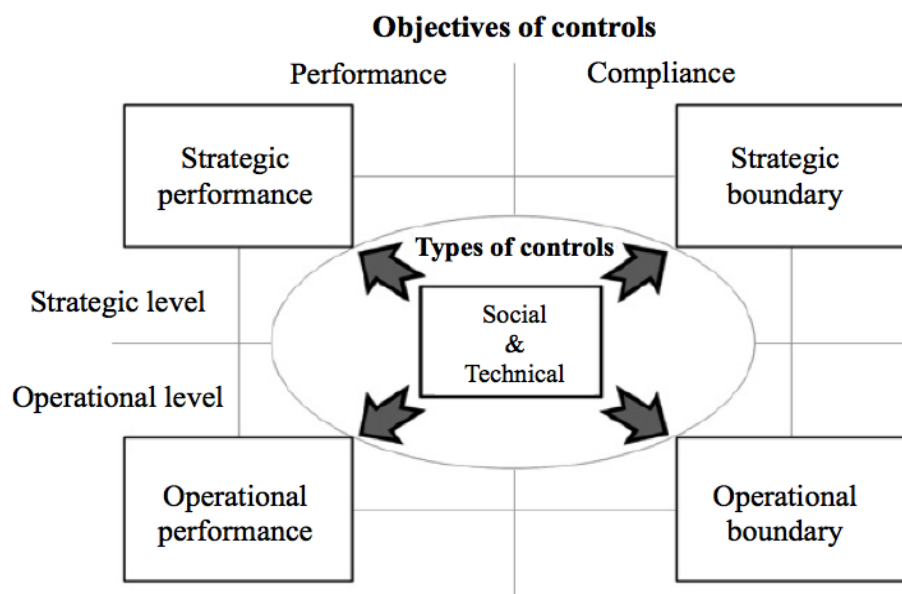 Objectives of controls
Performance
Compliance
Strategic
performance
Strategic
boundary
Types of controls
Strategic level
Social
&
Technical
Operational level
Operational
performance
Operational
boundary